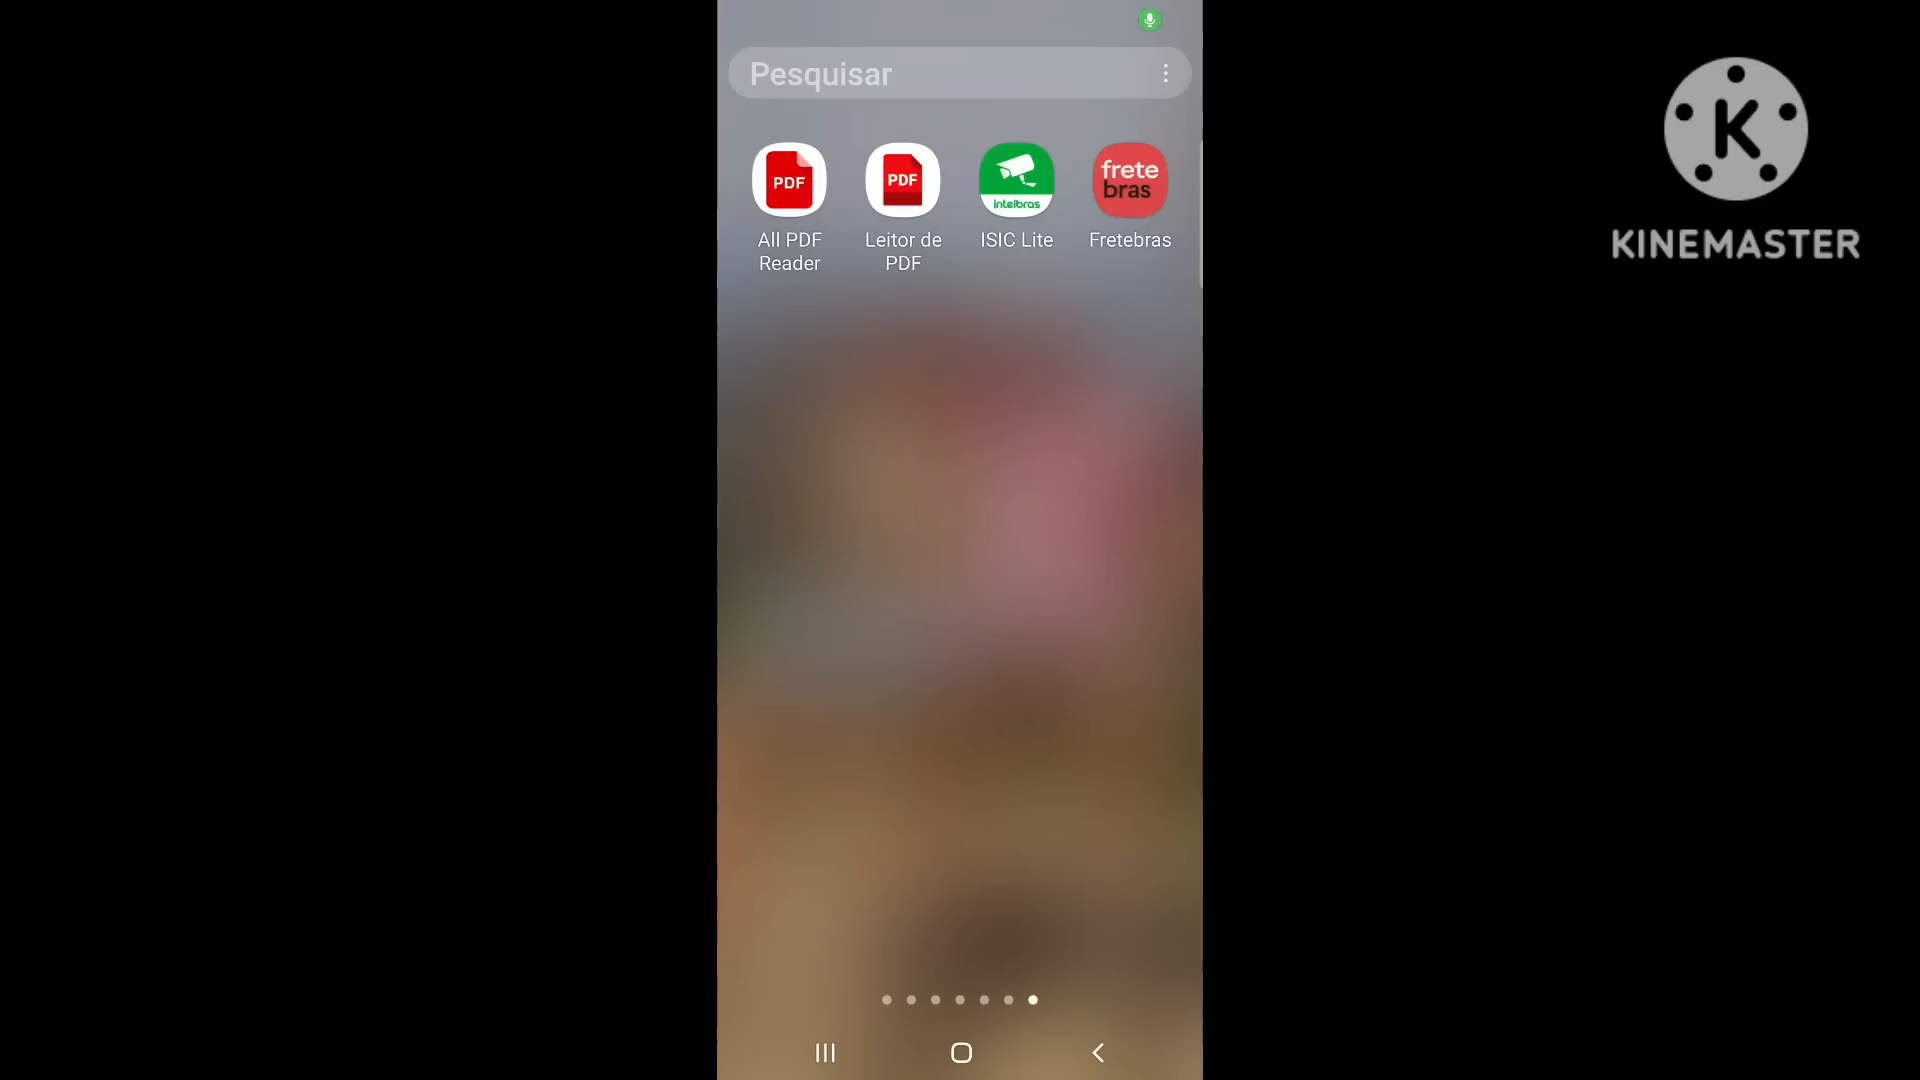 Pesquisar
PDF
PDF
intelbras
frete
bras
All PDF
Reader
Leitor de
PDF
ISIC Lite
Fretebras
K
KINEMASTER